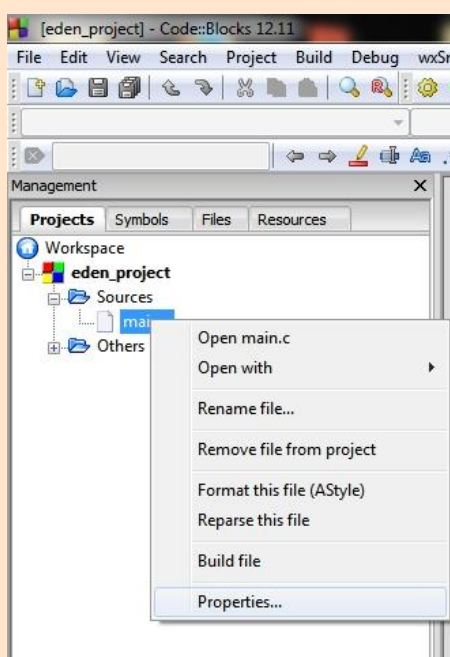 [eden_project] - Code::Blocks 12.11
File Edit View Search Project Build Debug
Management X
Projects Symbols Files Resources
Workspace
eden_project
Sources
Others
Open main.c
Open with
Rename file...
Remove file from project
Format this file (AStyle)
Reparse this file
Build file
Properties...